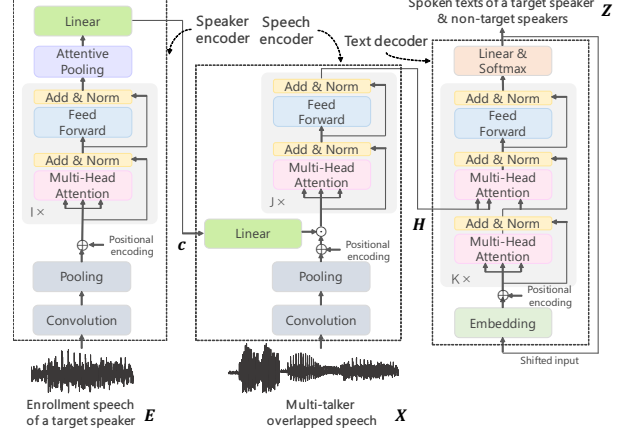 Linear
Attentive
Pooling
Add & Norm
Feed
Forward
Add & Norm
Multi-Head
Attention
I ×
Positional
encoding
Pooling
Convolution
Enrollment speech
of a target speaker E
Speaker
encoder
c
Speech
encoder
Add & Norm
Feed
Forward
Add & Norm
Multi-Head
Attention
J ×
Linear
Positional
encoding
Pooling
Convolution
Multi-talker
overlapped speech X
Text decoder
H
Spoken texts of a target speaker
& non-target speakers Z
Linear &
Softmax
Add & Norm
Feed
Forward
Add & Norm
Multi-Head
Attention
Add & Norm
Multi-Head
Attention
K ×
Positional
encoding
Embedding
Shifted input